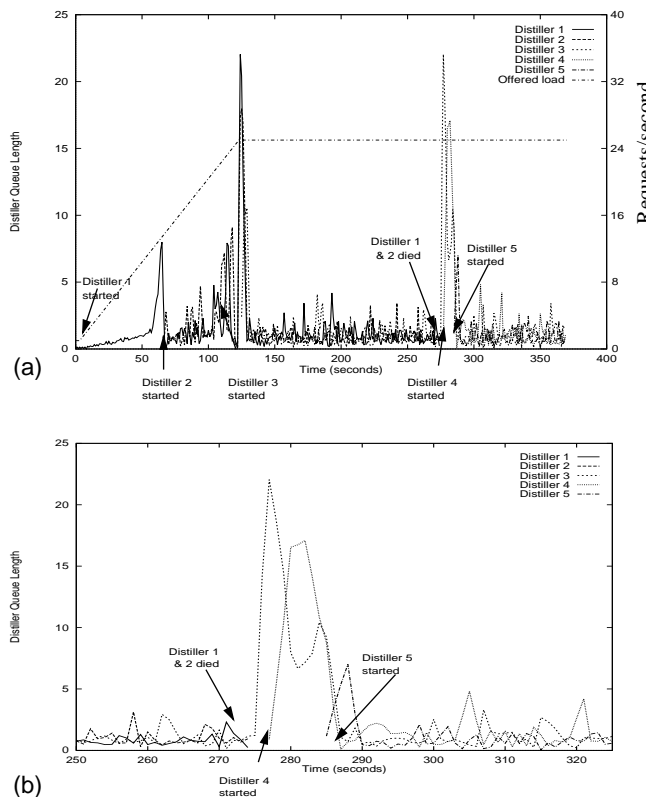 25
20
15
10
5
0
Distiller Queue Length
40
32
24
16
8
0
Requests/second
Distiller 1
Distiller 2
Distiller 3
Distiller 4
Distiller 5
Offered load
Distiller 1
started
Distiller 1
& 2 died
Distiller 5
started
0 50 100 150 200 250 300 350 400
Time (seconds)
Distiller 2
started
Distiller 3
started
Distiller 4
started
(a)
25
20
15
10
5
0
Distiller Queue Length
Distiller 1
Distiller 2
Distiller 3
Distiller 4
Distiller 5
Distiller 1
& 2 died
Distiller 5
started
250 260 270 280 290 300 310 320
Time (seconds)
Distiller 4
started
(b)